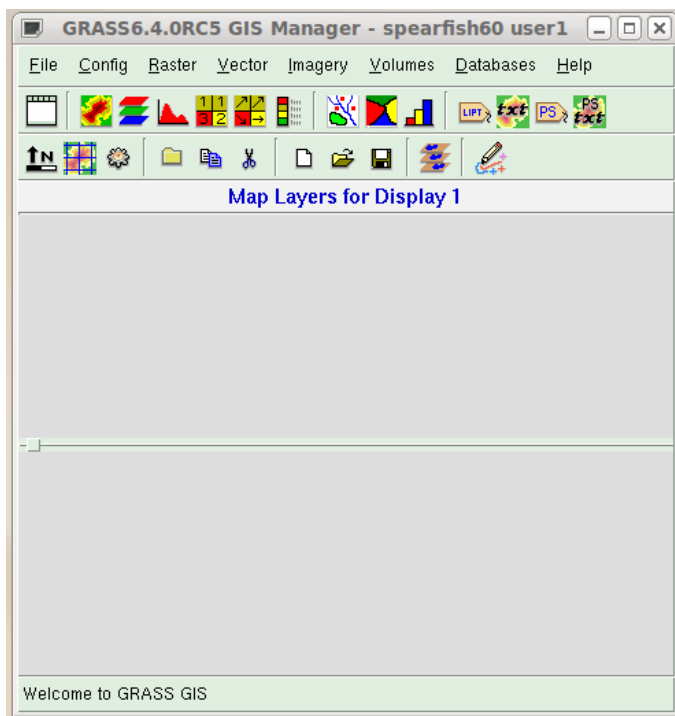 GRASS6.4.0RC5 GIS Manager - spearfish60 user1
File Config Raster Vector Imagery Volumes Databases Help
1 1 3 2 LIPT txt PS PS txt
N
Map Layers for Display 1
Welcome to GRASS GIS